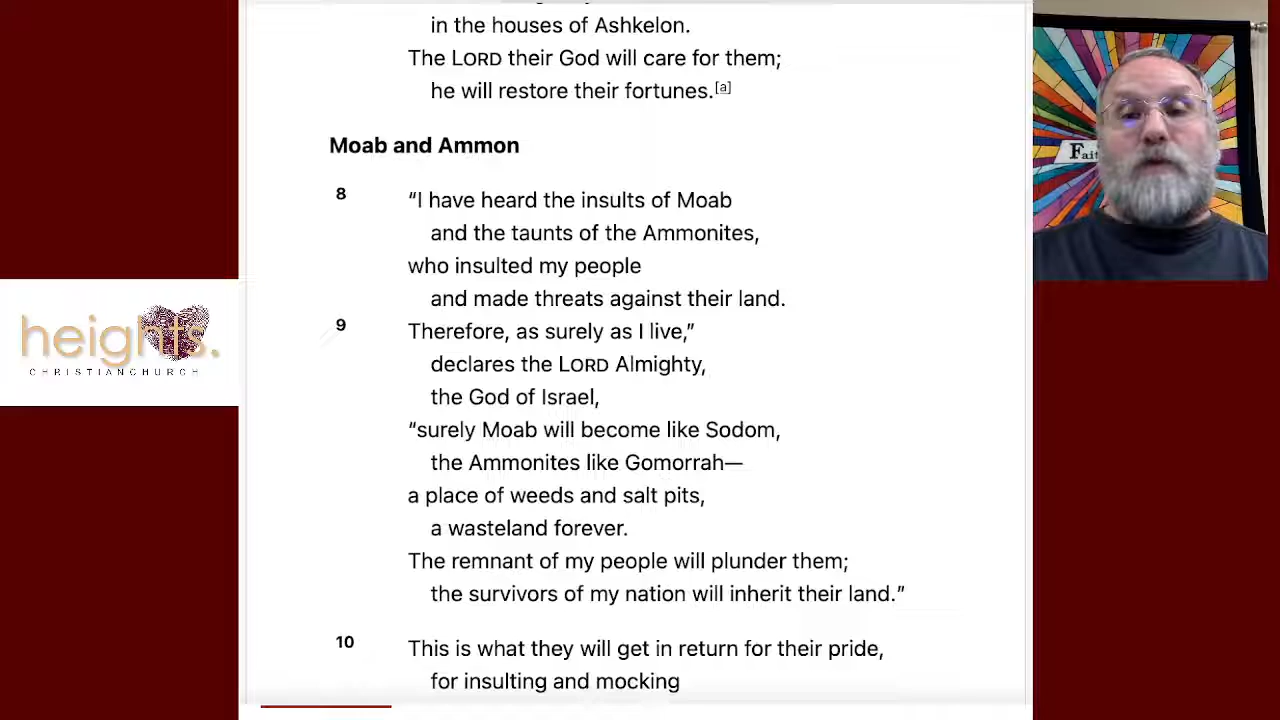 in the houses of Ashkelon.
The LORD their God will care for them;
he will restore their fortunes.[a]
Moab and Ammon
8 “I have heard the insults of Moab
and the taunts of the Ammonites,
who insulted my people
and made threats against their land.
9 Therefore, as surely as I live,”
declares the LORD Almighty,
the God of Israel,
“surely Moab will become like Sodom,
the Ammonites like Gomorrah—
a place of weeds and salt pits,
a wasteland forever.
The remnant of my people will plunder them;
the survivors of my nation will inherit their land.”
10 This is what they will get in return for their pride,
for insulting and mocking
heights.
CHRISTIANCHURCH